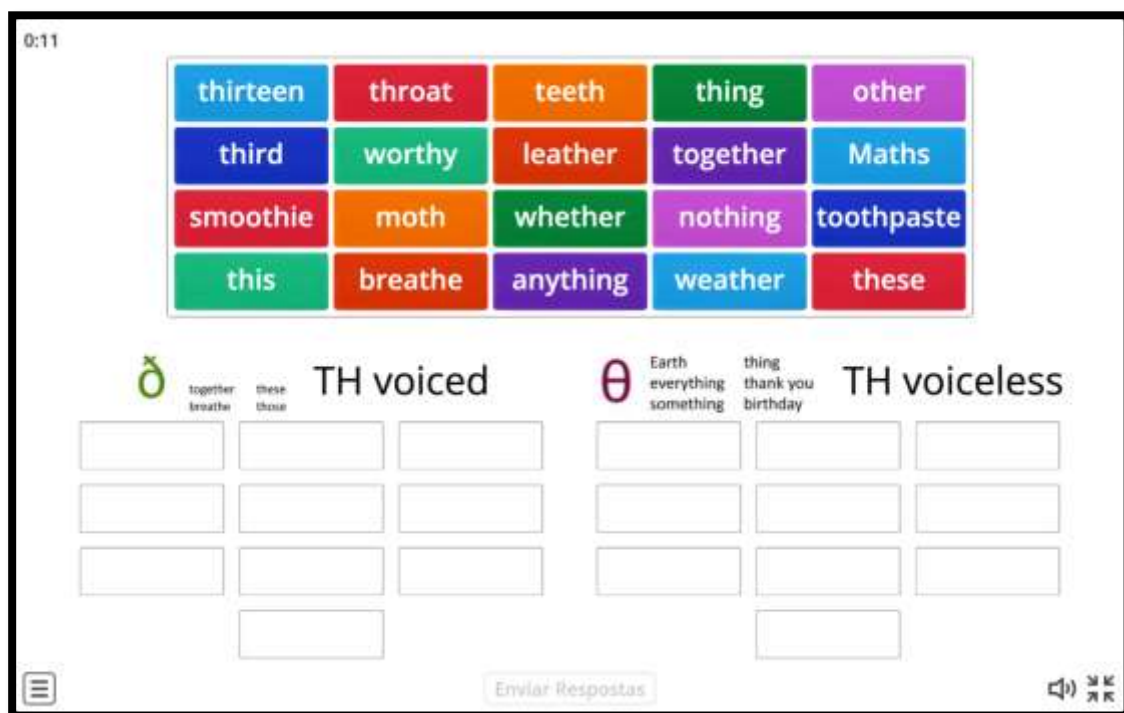 0:11
thirteen throat teeth thing other
third worthy leather together Maths
smoothie moth whether nothing toothpaste
this breathe anything weather these
ð together these TH voiced
breathe those
θ Earth thing TH voiceless
everything thank you
something birthday
Enviar Respostas